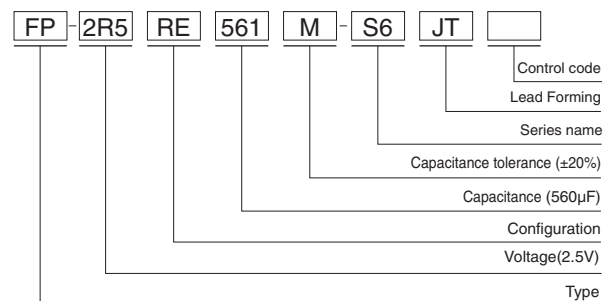 FP-2R5 RE 561 M-S6 JT
Control code
Lead Forming
Series name
Capacitance tolerance (±20%)
Capacitance (560µF)
Configuration
Voltage(2.5V)
Type